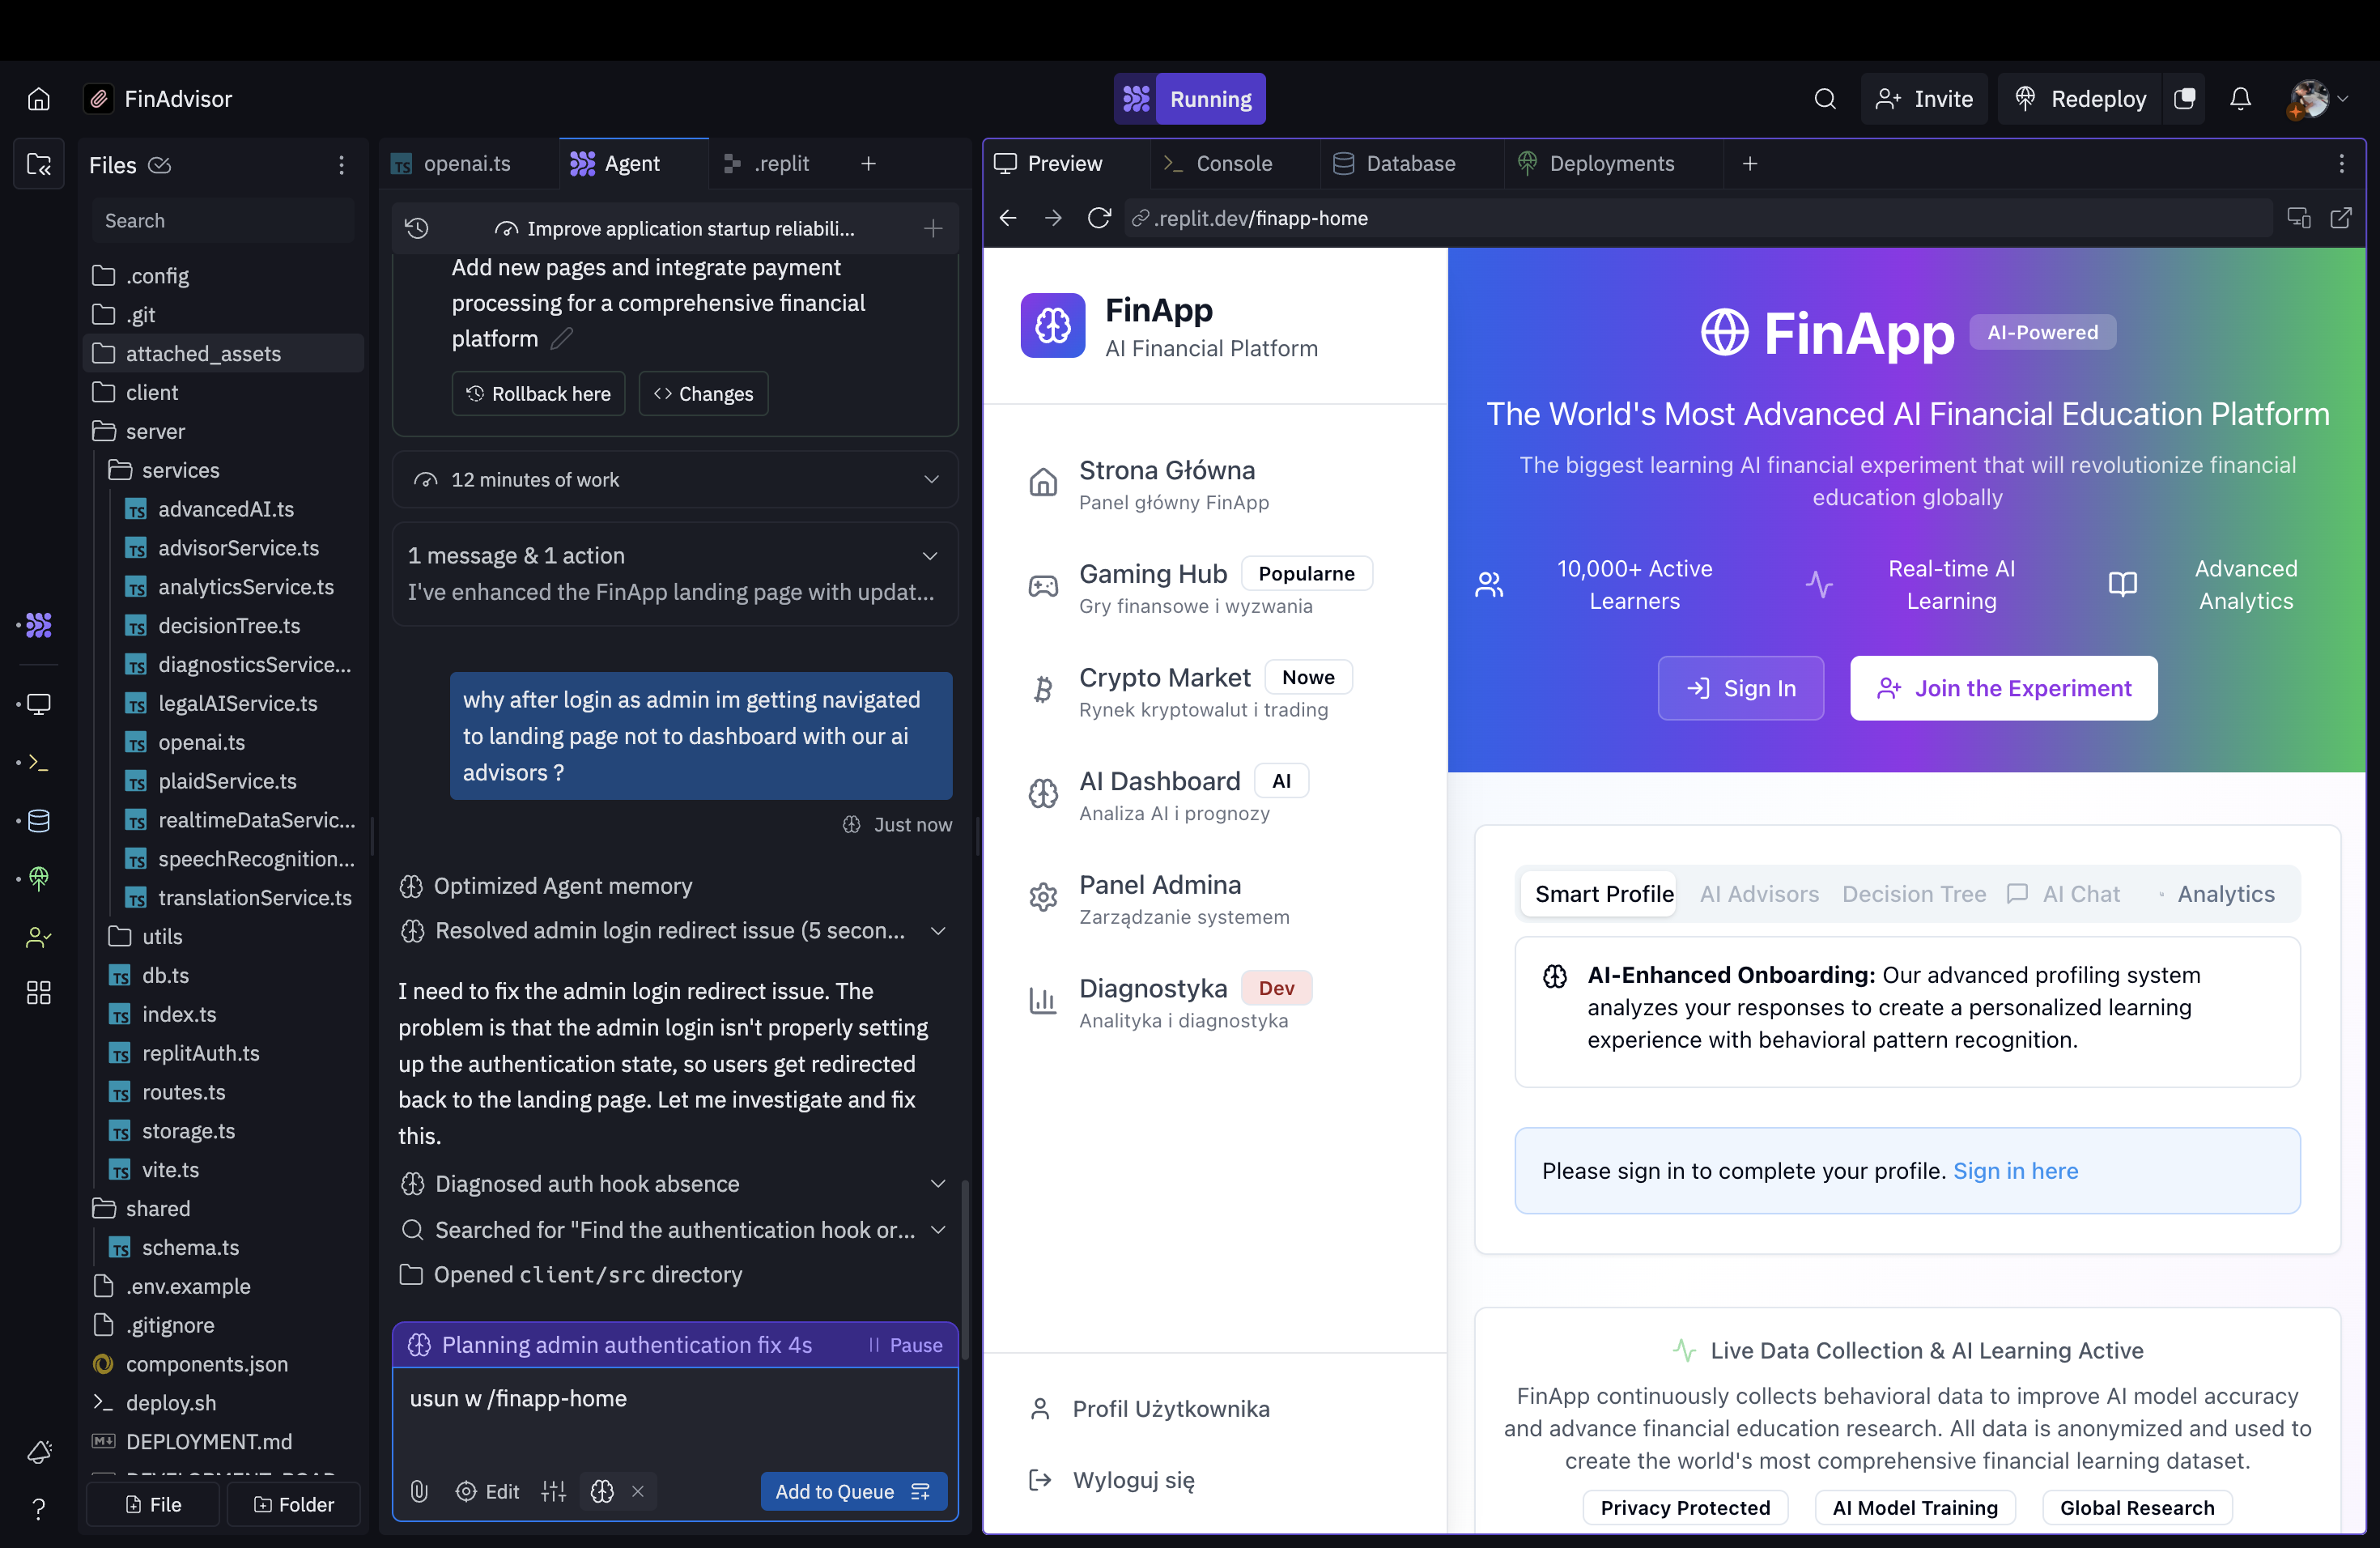 FinAdvisor
Running
Invite
Redeploy
Files
Search
.config
.git
attached_assets
client
server
services
advancedAI.ts
advisorService.ts
analyticsService.ts
decisionTree.ts
diagnosticsService...
legalAIService.ts
openai.ts
plaidService.ts
realtimeDataServic...
speechRecognition...
translationService.ts
utils
db.ts
index.ts
replitAuth.ts
routes.ts
storage.ts
vite.ts
shared
schema.ts
.env.example
.gitignore
components.json
deploy.sh
DEPLOYMENT.md
File
Folder
openai.ts
Agent
.replit
Improve application startup reliabili...
Add new pages and integrate payment
processing for a comprehensive financial
platform
Rollback here
Changes
12 minutes of work
1 message & 1 action
I've enhanced the FinApp landing page with updat...
why after login as admin im getting navigated
to landing page not to dashboard with our ai
advisors ?
Just now
Optimized Agent memory
Resolved admin login redirect issue (5 secon...
I need to fix the admin login redirect issue. The
problem is that the admin login isn't properly setting
up the authentication state, so users get redirected
back to the landing page. Let me investigate and fix
this.
Diagnosed auth hook absence
Searched for "Find the authentication hook or...
Opened client/src directory
Planning admin authentication fix 4s
Pause
usun w /finapp-home
Edit
Add to Queue
Preview
Console
Database
Deployments
.replit.dev/finapp-home
FinApp
AI Financial Platform
Strona Główna
Panel główny FinApp
Gaming Hub
Popularne
Gry finansowe i wyzwania
Crypto Market
Nowe
Rynek kryptowalut i trading
AI Dashboard
AI
Analiza AI i prognozy
Panel Admina
Zarządzanie systemem
Diagnostyka
Dev
Analityka i diagnostyka
Profil Użytkownika
Wyloguj się
FinApp
AI-Powered
The World's Most Advanced AI Financial Education Platform
The biggest learning AI financial experiment that will revolutionize financial
education globally
10,000+ Active
Learners
Real-time AI
Learning
Advanced
Analytics
Sign In
Join the Experiment
Smart Profile
AI Advisors
Decision Tree
AI Chat
Analytics
AI-Enhanced Onboarding: Our advanced profiling system
analyzes your responses to create a personalized learning
experience with behavioral pattern recognition.
Please sign in to complete your profile. Sign in here
Live Data Collection & AI Learning Active
FinApp continuously collects behavioral data to improve AI model accuracy
and advance financial education research. All data is anonymized and used to
create the world's most comprehensive financial learning dataset.
Privacy Protected
AI Model Training
Global Research